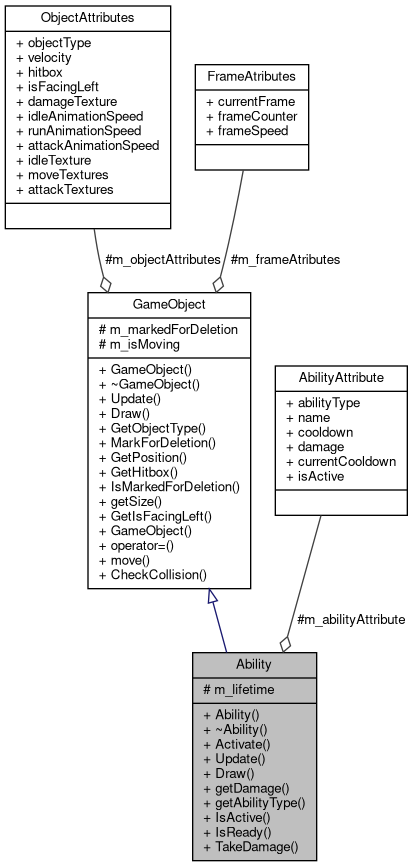 ObjectAttributes
+ objectType
+ velocity
+ hitbox
+ isFacingLeft
+ damageTexture
+ idleAnimationSpeed
+ runAnimationSpeed
+ attackAnimationSpeed
+ idleTexture
+ moveTextures
+ attackTextures
FrameAtributes
+ currentFrame
+ frameCounter
+ frameSpeed
#m_objectAttributes
#m_frameAtributes
GameObject
# m_markedForDeletion
# m_isMoving
+ GameObject()
+ ~GameObject()
+ Update()
+ Draw()
+ GetObjectType()
+ MarkForDeletion()
+ GetPosition()
+ GetHitbox()
+ IsMarkedForDeletion()
+ getSize()
+ GetIsFacingLeft()
+ GameObject()
+ operator=()
+ move()
+ CheckCollision()
AbilityAttribute
+ abilityType
+ name
+ cooldown
+ damage
+ currentCooldown
+ isActive
#m_abilityAttribute
Ability
# m_lifetime
+ Ability()
+ ~Ability()
+ Activate()
+ Update()
+ Draw()
+ getDamage()
+ getAbilityType()
+ IsActive()
+ IsReady()
+ TakeDamage()